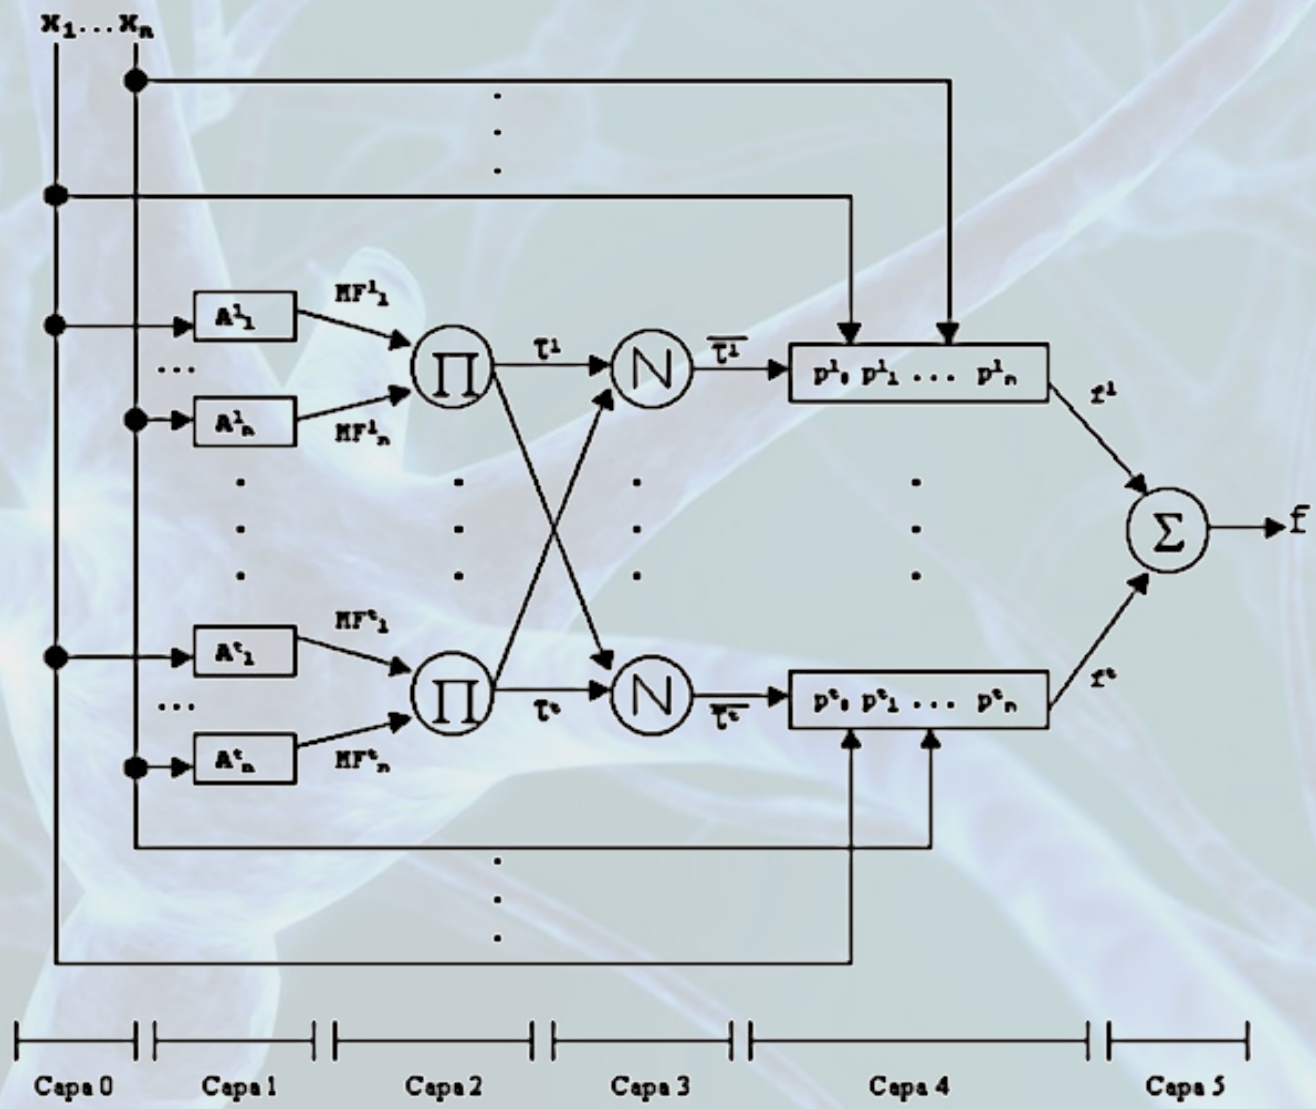 x₁...xₙ
A¹₁
MF¹₁
...
A¹ₙ
MF¹ₙ
∏
τ¹
N
τ̅¹
p¹₀ p¹₁ ... p¹ₙ
f¹
Σ
f
Aᵗ₁
MFᵗ₁
...
Aᵗₙ
MFᵗₙ
∏
τᵗ
N
τ̅ᵗ
pᵗ₀ pᵗ₁ ... pᵗₙ
fᵗ
Capa 0 Capa 1 Capa 2 Capa 3 Capa 4 Capa 5